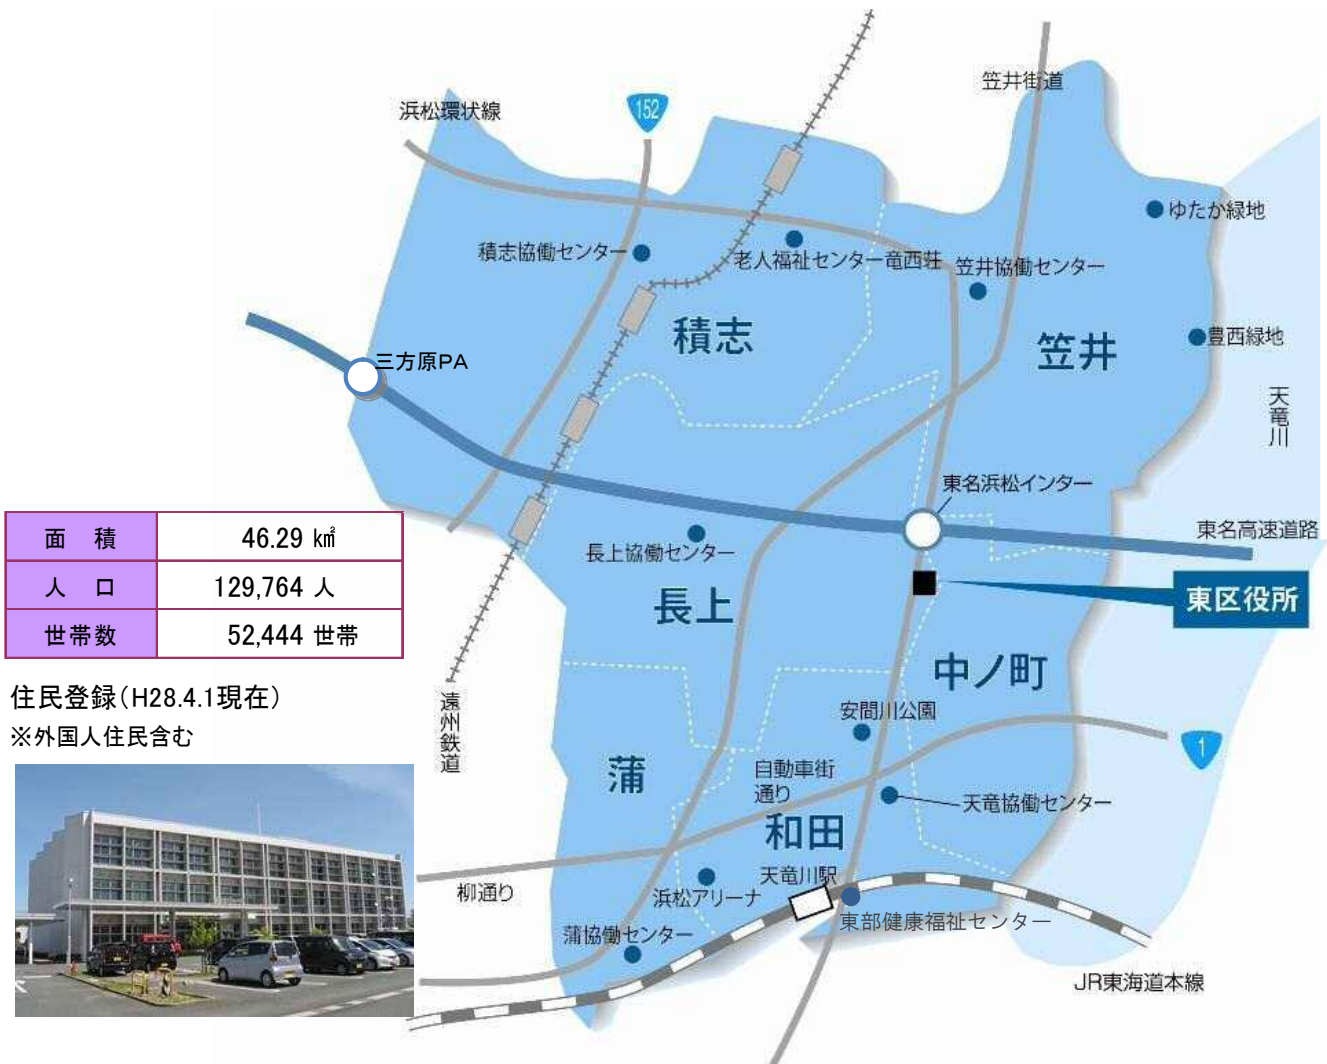 笠井街道
浜松環状線
152
ゆたか緑地
積志協働センター
老人福祉センター竜西荘
笠井協働センター
積志
笠井
豊西緑地
三方原PA
天竜川
東名浜松インター
東名高速道路
面 積 46.29 ㎢
人 口 129,764 人
世帯数 52,444 世帯
長上協働センター
長上
東区役所
中ノ町
住民登録(H28.4.1現在)
※外国人住民含む
遠州鉄道
安間川公園
1
蒲
自動車街
通り
天竜協働センター
和田
柳通り
浜松アリーナ
天竜川駅
東部健康福祉センター
蒲協働センター
JR東海道本線